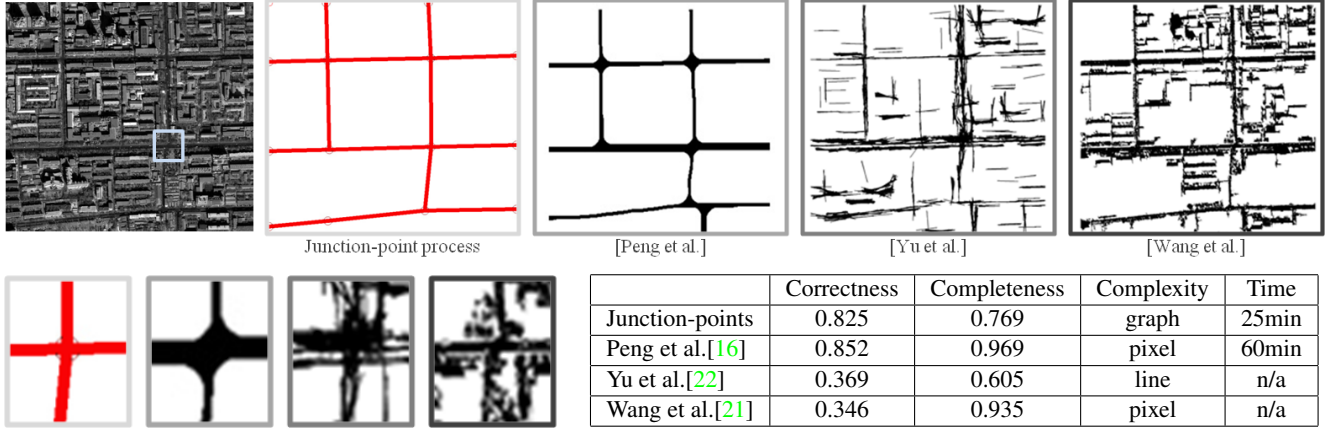 Junction-point process
[Peng et al.]
[Yu et al.]
[Wang et al.]
Correctness Completeness Complexity Time
Junction-points 0.825 0.769 graph 25min
Peng et al.[16] 0.852 0.969 pixel 60min
Yu et al.[22] 0.369 0.605 line n/a
Wang et al.[21] 0.346 0.935 pixel n/a